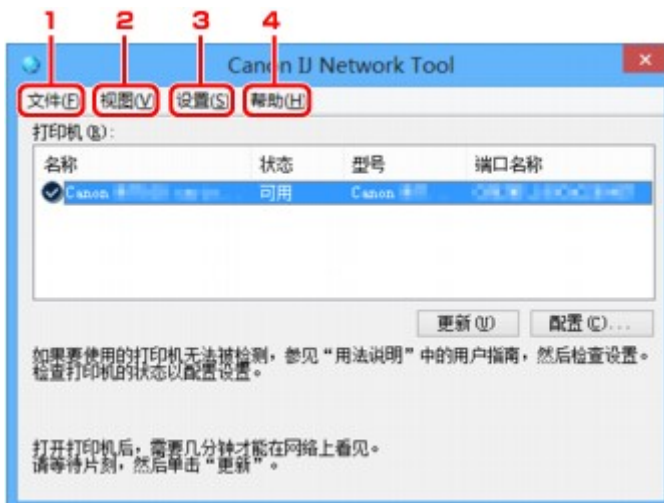 1 2 3 4
Canon IJ Network Tool
文件(F) 视图(V) 设置(S) 帮助(H)
打印机(R):
名称 状态 型号 端口名称
Canon 可用 Canon
更新(U) 配置(C)...
如果要使用的打印机无法被检测，参见“用法说明”中的用户指南，然后检查设置。
检查打印机的状态以配置设置。
打开打印机后，需要几分钟才能在网络上看见。
请等待片刻，然后单击“更新”。